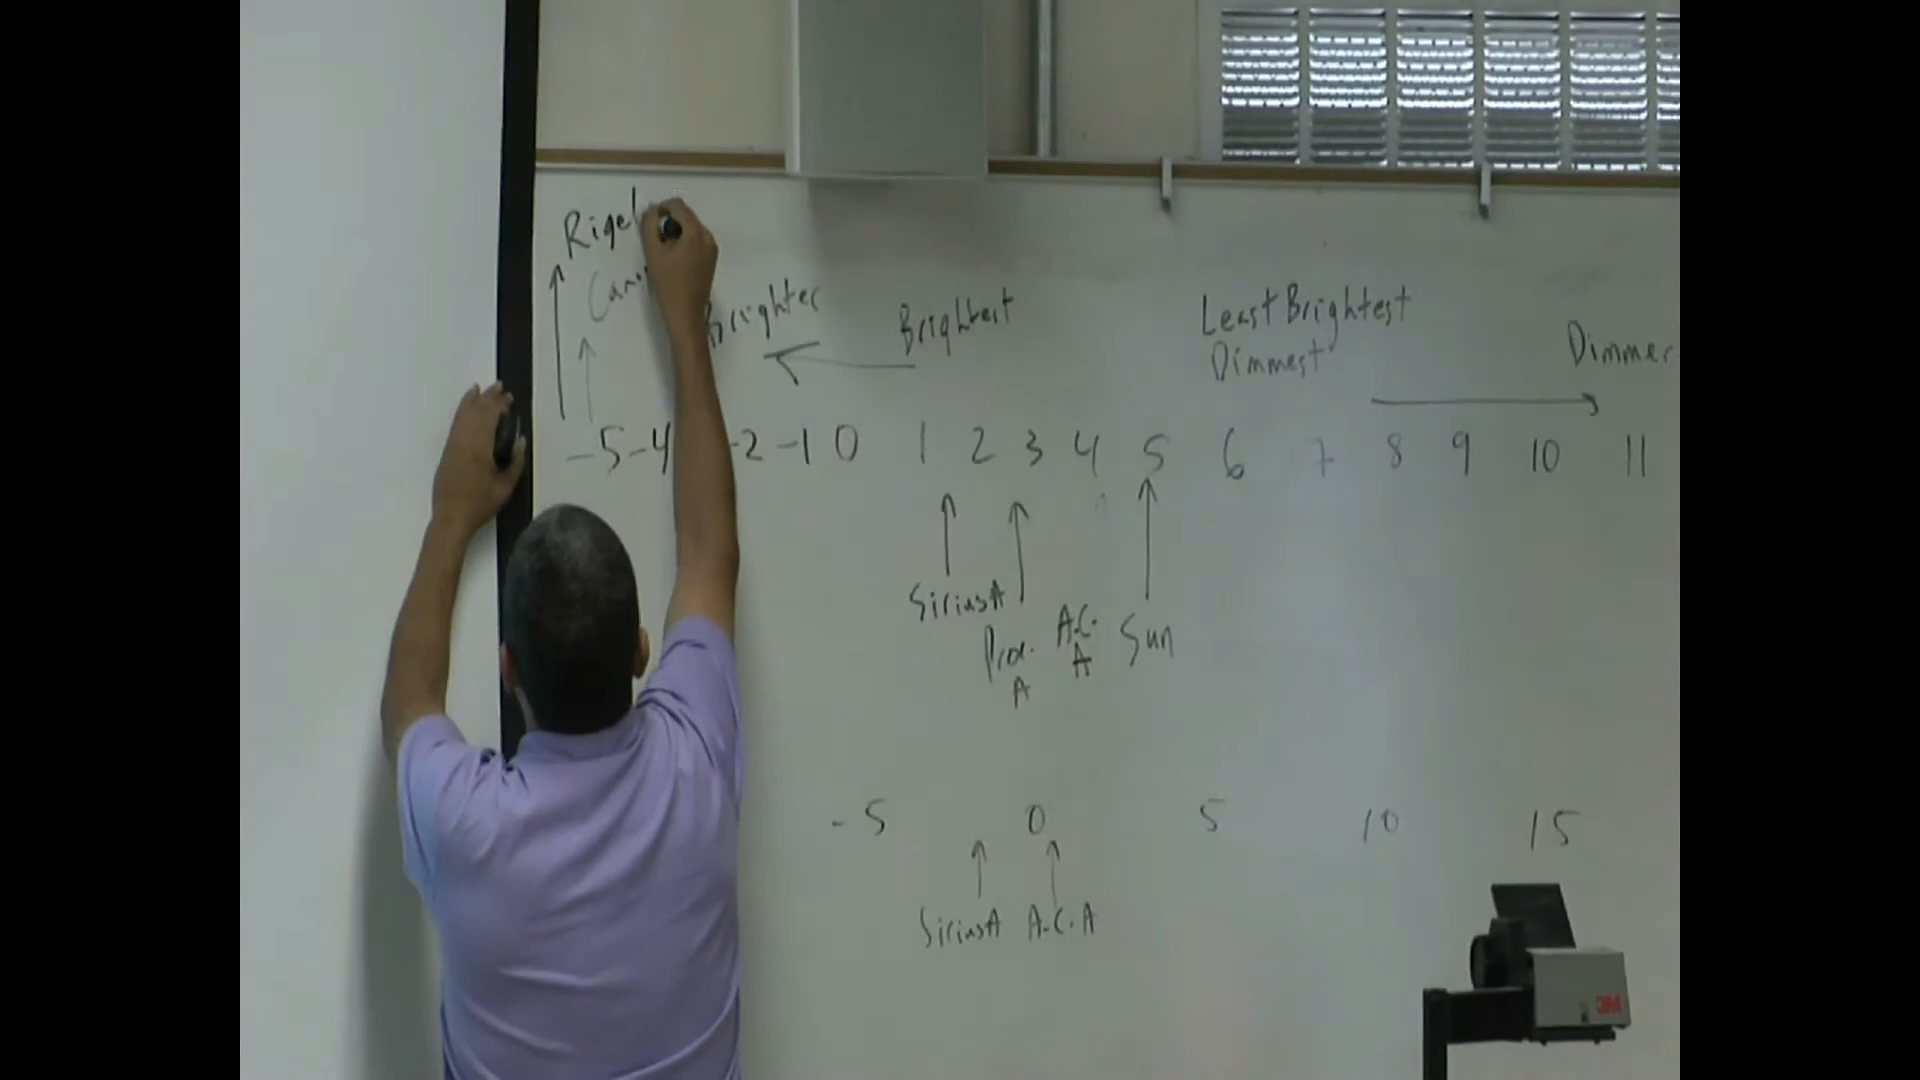 Rigel
Brighter
Brightest
Least Brightest
Dimmest
Dimmer
-5 -4 -2 -1 0 1 2 3 4 5 6 7 8 9 10 11
Sirius A
Proc. A
A.C. A
Sun
-5 0 5 10 15
Sirius A A.C. A
3M